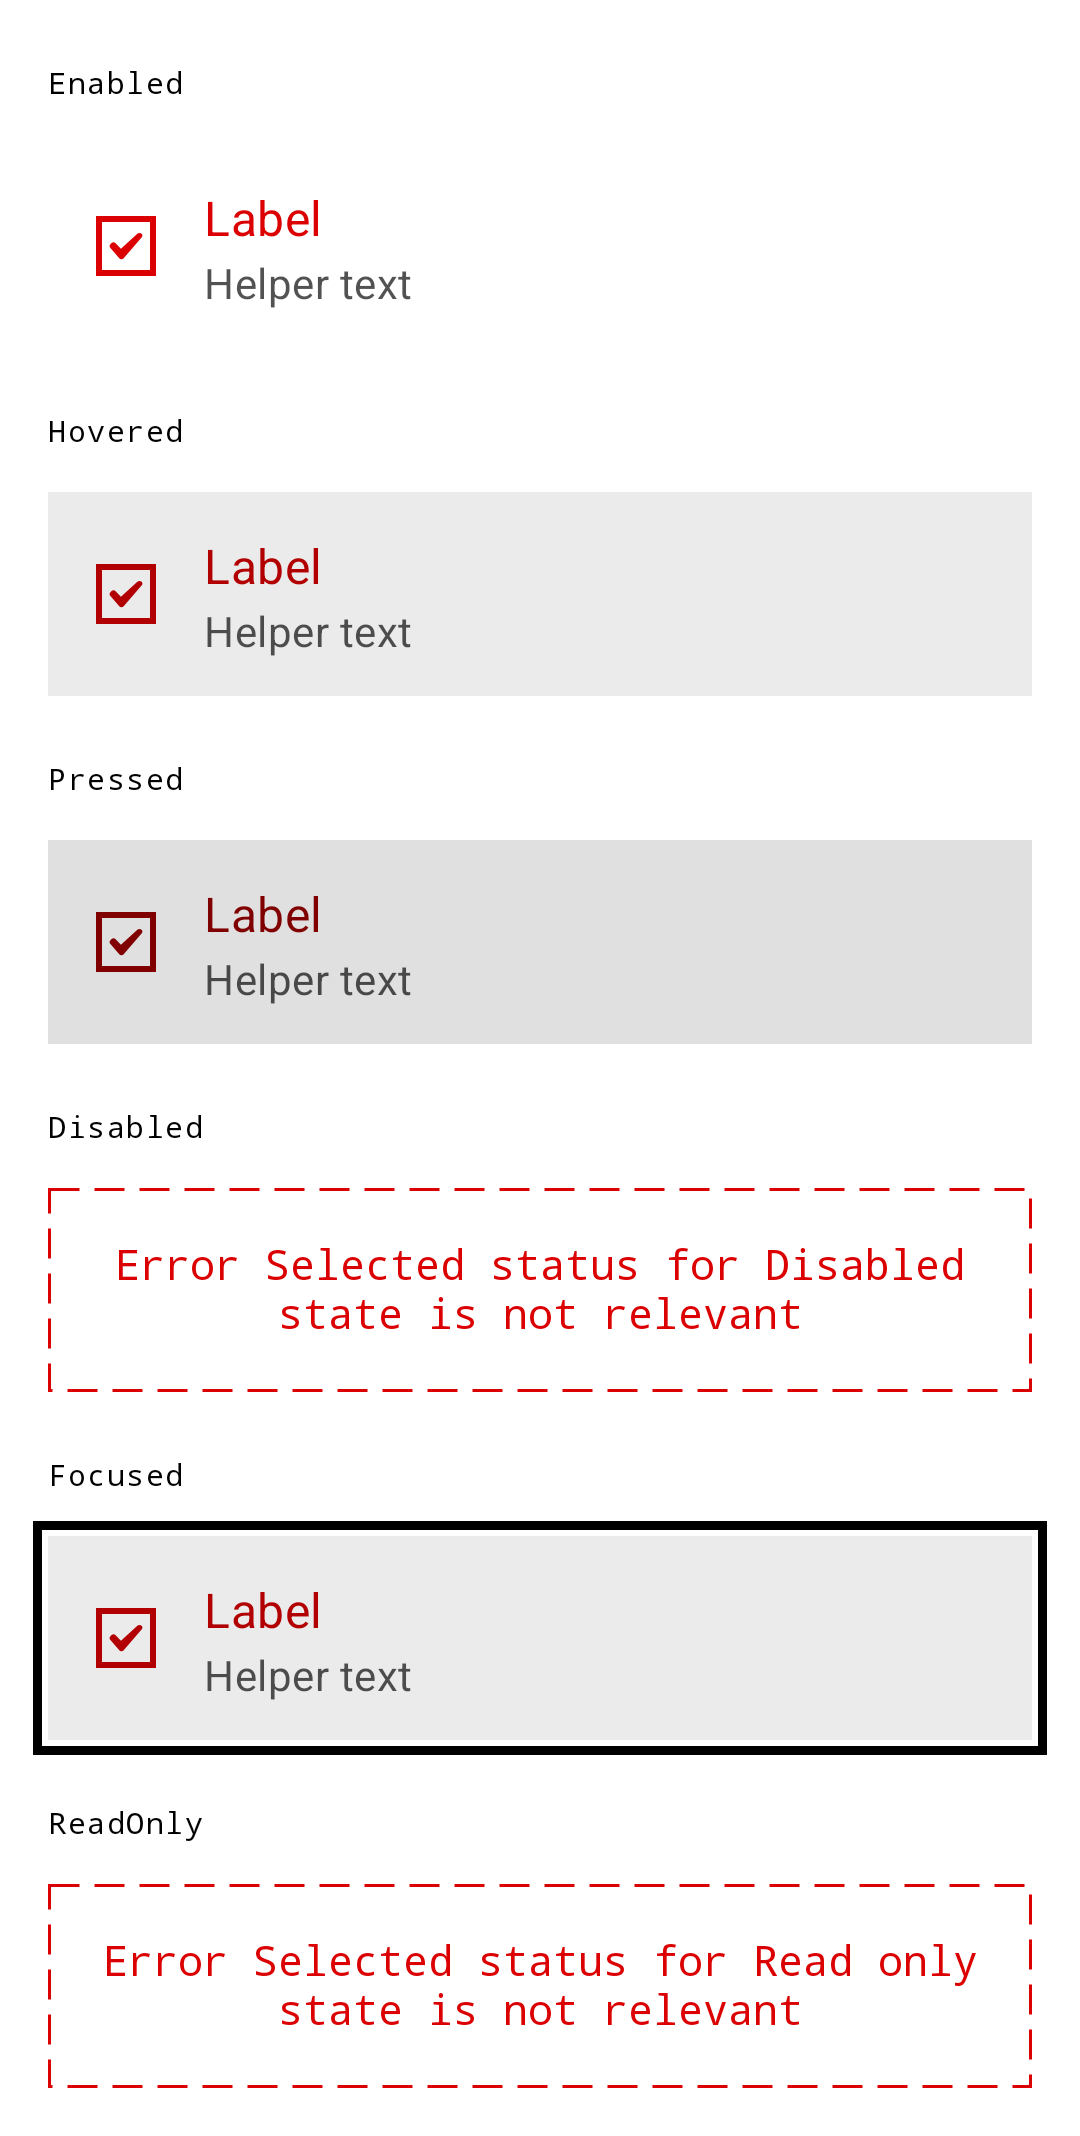 Enabled
Label
Helper text
Hovered
Label
Helper text
Pressed
Label
Helper text
Disabled
Error Selected status for Disabled
state is not relevant
Focused
Label
Helper text
ReadOnly
Error Selected status for Read only
state is not relevant